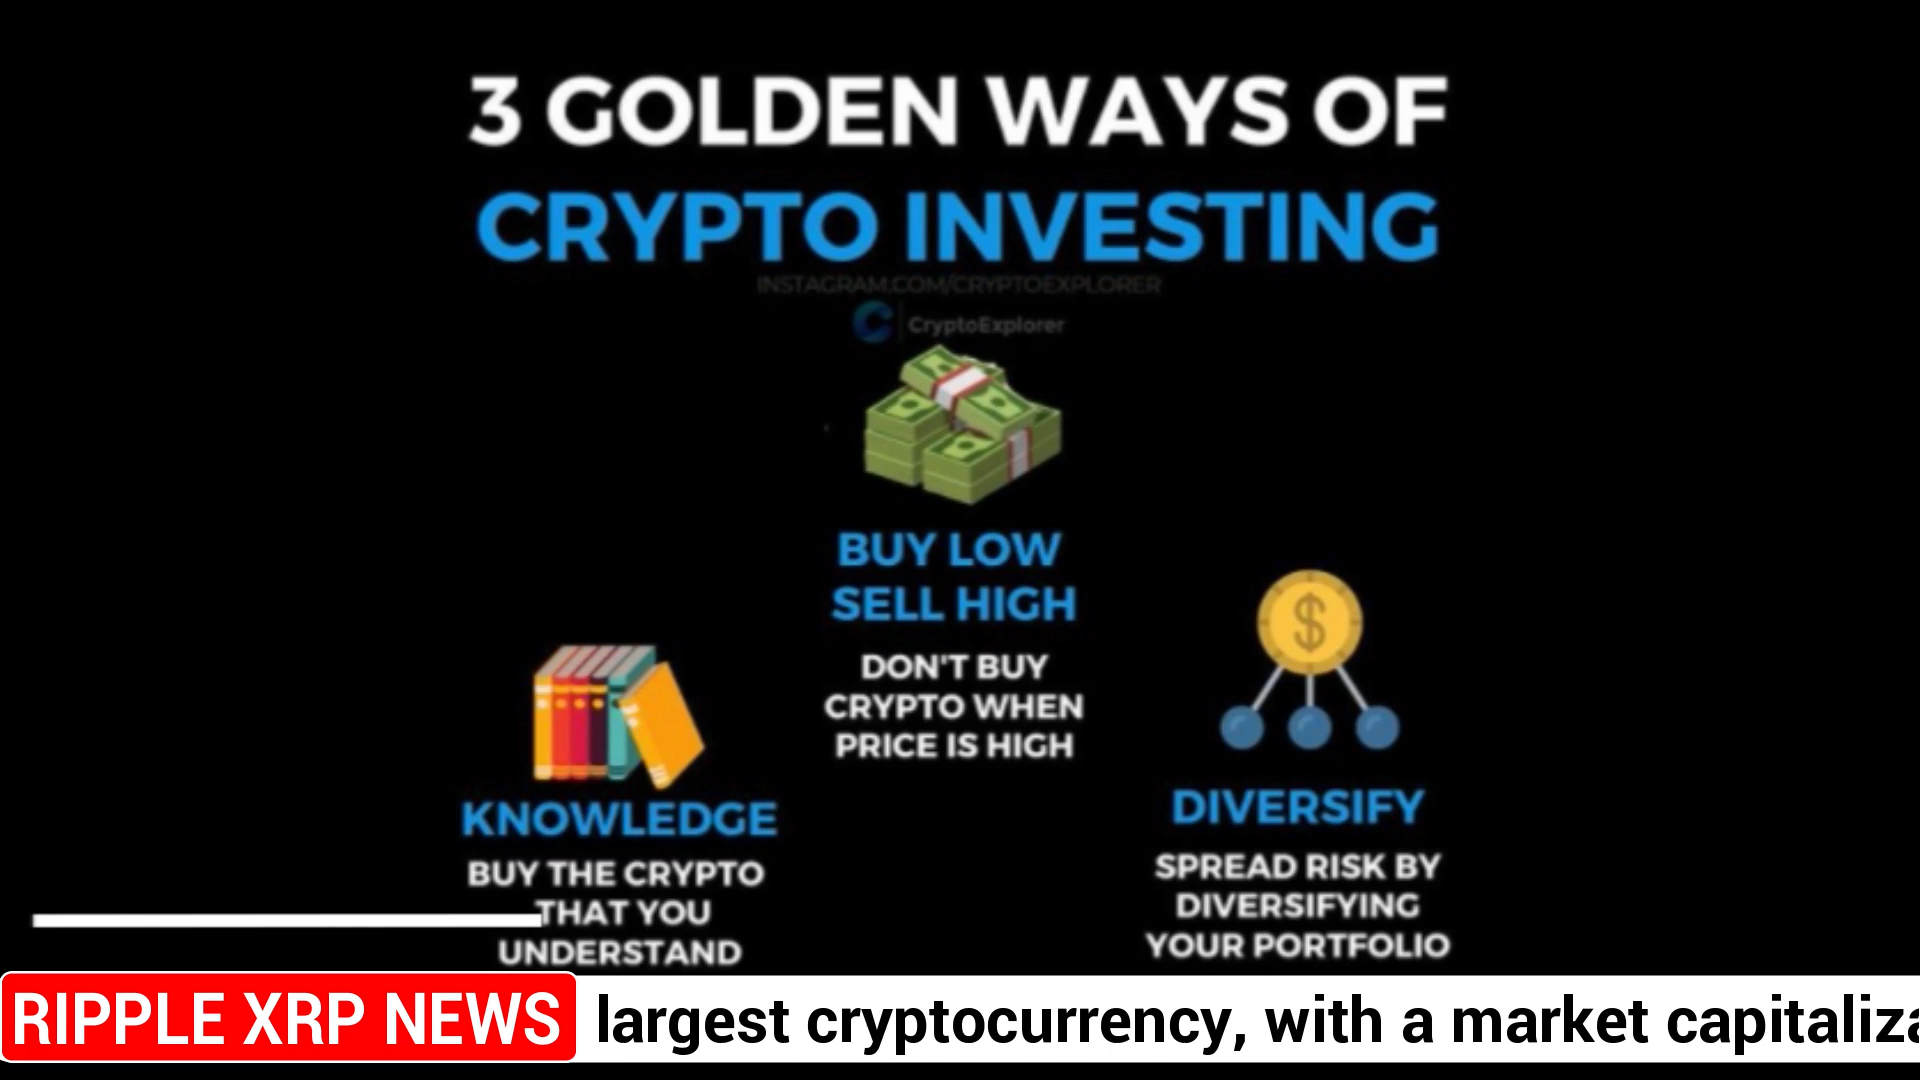 3 GOLDEN WAYS OF
CRYPTO INVESTING
INSTAGRAM.COM/CRYPTOEXPLORER
CryptoExplorer
BUY LOW
SELL HIGH
DON'T BUY
CRYPTO WHEN
PRICE IS HIGH
KNOWLEDGE
BUY THE CRYPTO
THAT YOU
UNDERSTAND
DIVERSIFY
SPREAD RISK BY
DIVERSIFYING
YOUR PORTFOLIO
RIPPLE XRP NEWS
largest cryptocurrency, with a market capitaliza